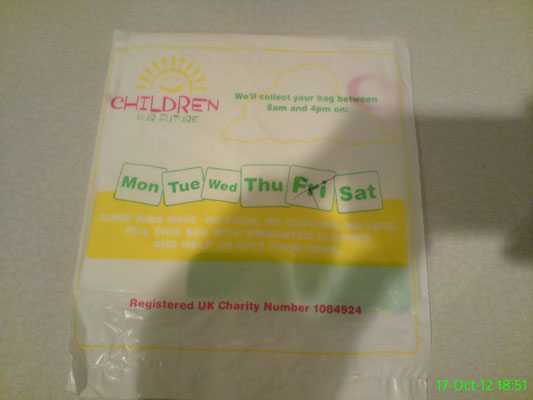 CHILDREN
OUR FUTURE
We'll collect your bag between
8am and 4pm on:
Mon Tue Wed Thu Fri Sat
SOME KIDS HAVE NO FOOD, NO CLOTHES, NO LOVE.
FILL THIS BAG WITH UNWANTED CLOTHES
AND HELP US GIVE THEM HOPE
Registered UK Charity Number 1084924
17-Oct-12 18:51